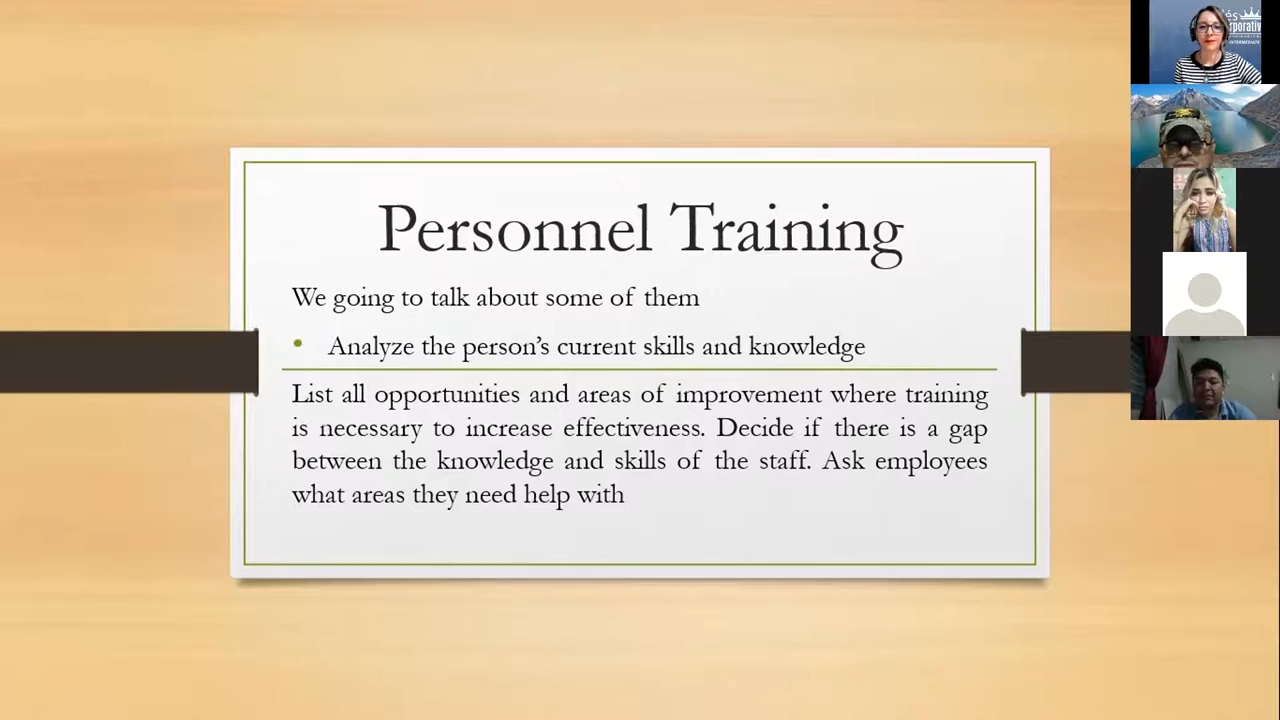 Personnel Training
We going to talk about some of them
• Analyze the person's current skills and knowledge
List all opportunities and areas of improvement where training
is necessary to increase effectiveness. Decide if there is a gap
between the knowledge and skills of the staff. Ask employees
what areas they need help with
INTERMEDIATE